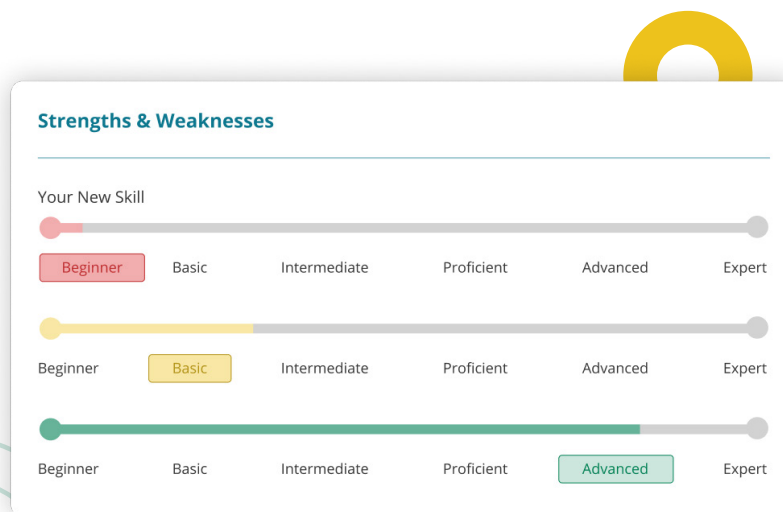 Strengths & Weaknesses
Your New Skill
Beginner Basic Intermediate Proficient Advanced Expert
Beginner Basic Intermediate Proficient Advanced Expert
Beginner Basic Intermediate Proficient Advanced Expert